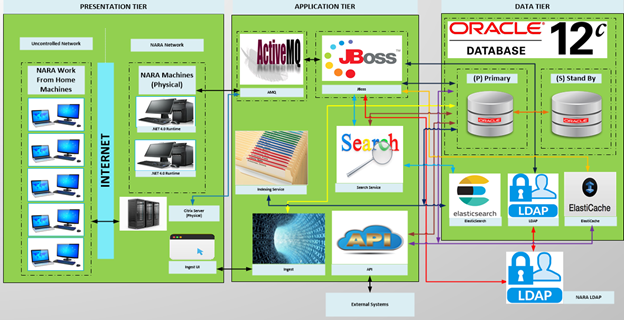 PRESENTATION TIER
APPLICATION TIER
DATA TIER
Uncontrolled Network
NARA Network
NARA Work
From Home
Machines
INTERNET
NARA Machines
(Physical)
.NET 4.0 Runtime
.NET 4.0 Runtime
Citrix Server
(Physical)
Ingest UI
ActiveMQ
AMQ
JBoss
JBoss
Search
Search Service
Indexing Service
Ingest
API
API
External Systems
ORACLE
DATABASE
12c
(P) Primary
(S) Stand By
ORACLE
ORACLE
elasticsearch
ElasticSearch
LDAP
LDAP
ElastiCache
ElastiCache
LDAP
NARA LDAP